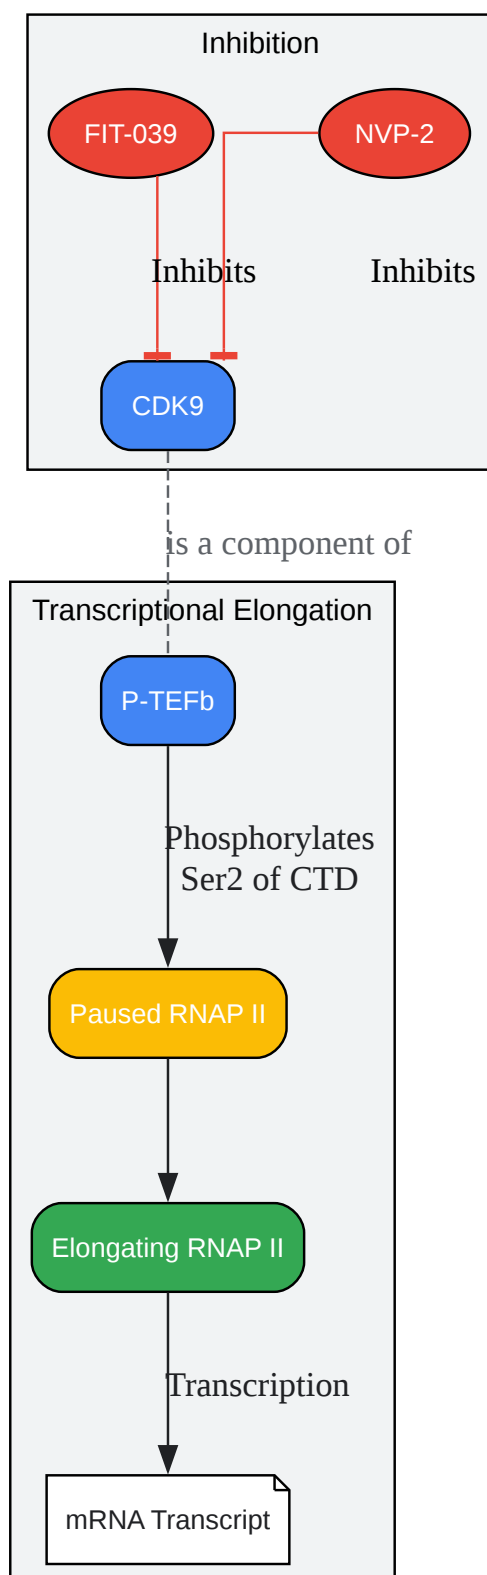 Inhibition
FIT-039
NVP-2
Inhibits
Inhibits
CDK9
is a component of
Transcriptional Elongation
P-TEFb
Phosphorylates
Ser2 of CTD
Paused RNAP II
Elongating RNAP II
Transcription
mRNA Transcript